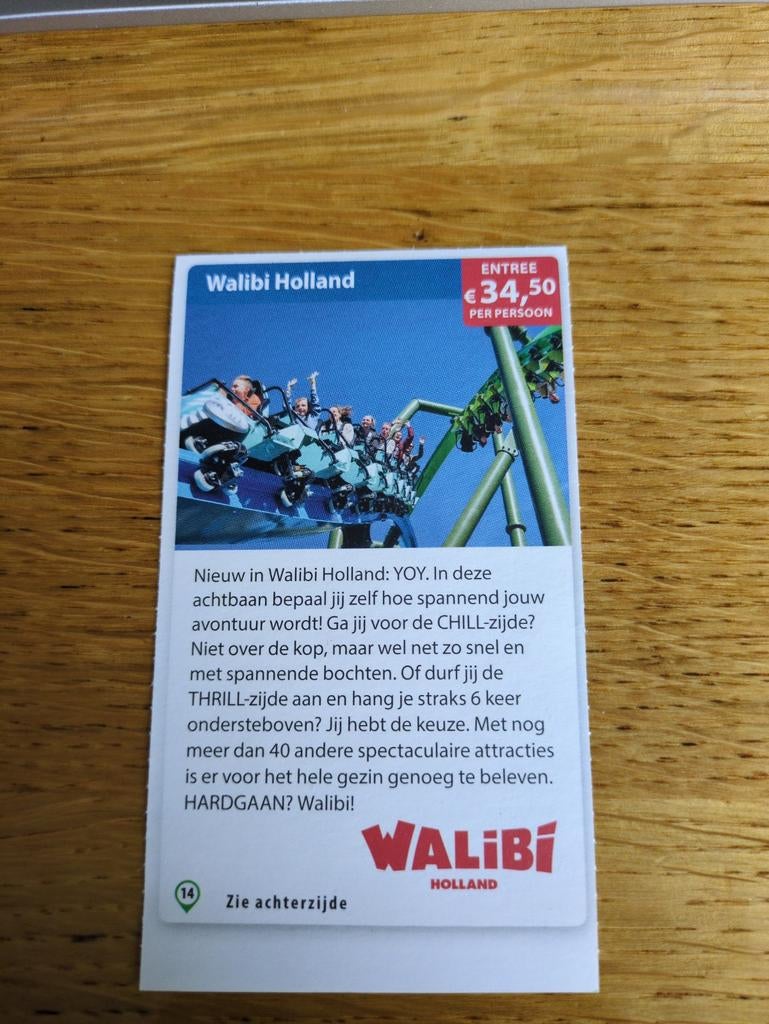 Walibi Holland
ENTREE
€ 34,50
PER PERSOON
Nieuw in Walibi Holland: YOY. In deze
achtbaan bepaal jij zelf hoe spannend jouw
avontuur wordt! Ga jij voor de CHILL-zijde?
Niet over de kop, maar wel net zo snel en
met spannende bochten. Of durf jij de
THRILL-zijde aan en hang je straks 6 keer
ondersteboven? Jij hebt de keuze. Met nog
meer dan 40 andere spectaculaire attracties
is er voor het hele gezin genoeg te beleven.
HARDGAAN? Walibi!
WALiBi
HOLLAND
14
Zie achterzijde